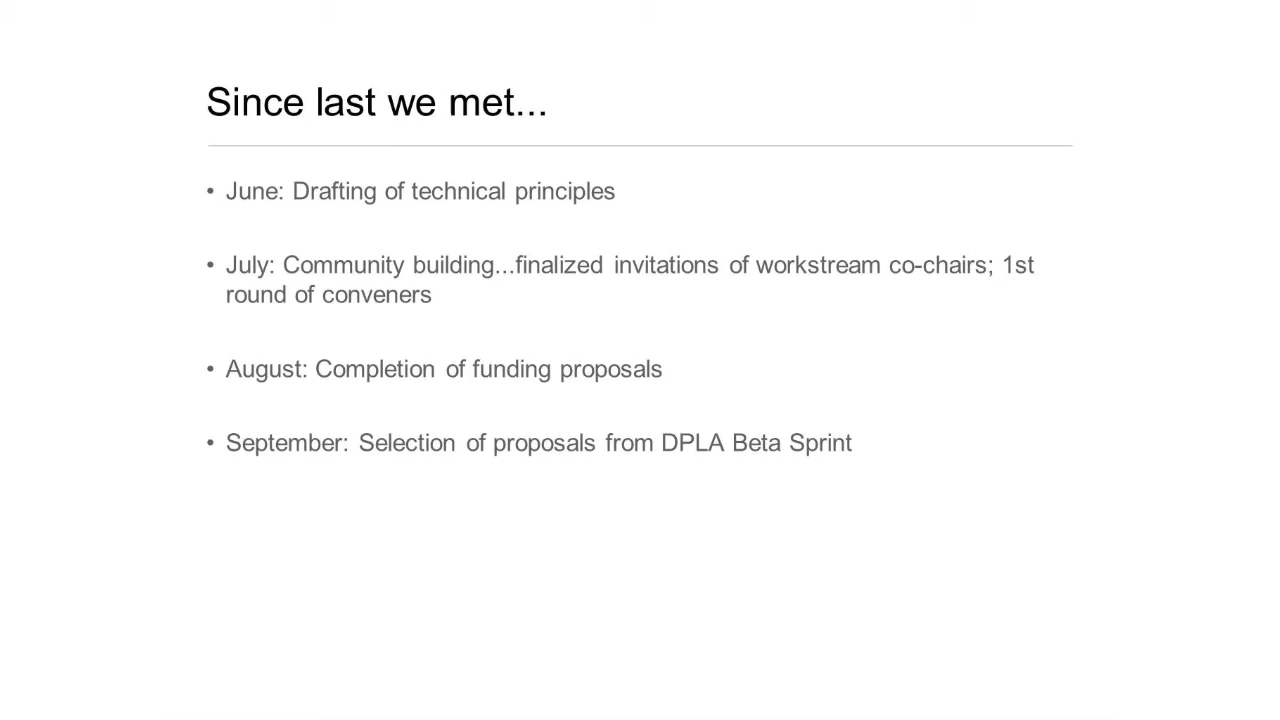 Since last we met...
• June: Drafting of technical principles
• July: Community building...finalized invitations of workstream co-chairs; 1st
round of conveners
• August: Completion of funding proposals
• September: Selection of proposals from DPLA Beta Sprint